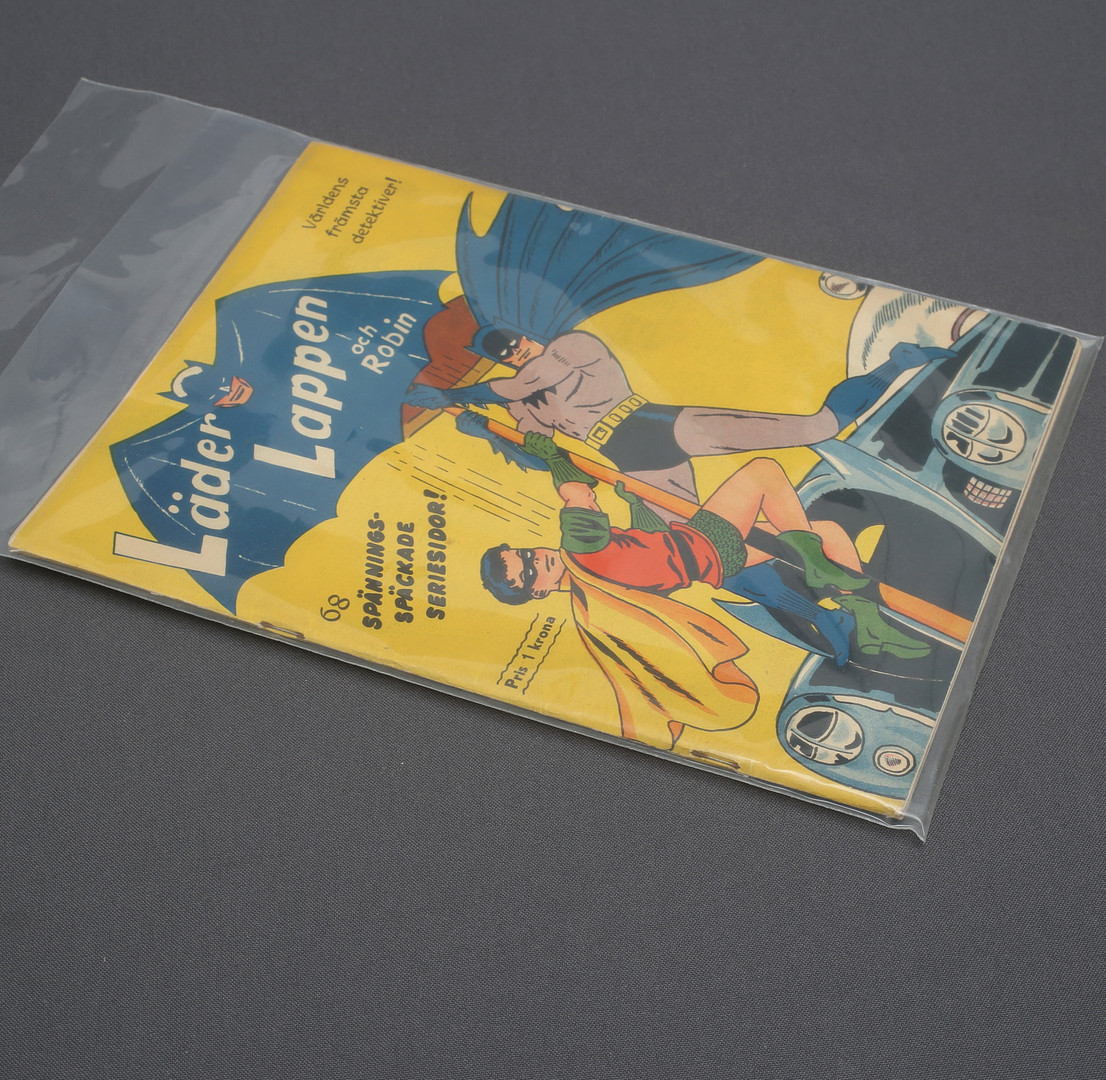 Världens
främsta
detektiver!
Läder
Lappen
och
Robin
68
SPÄNNINGS-
SPÄCKADE
SERIESIDOR!
Pris 1 krona